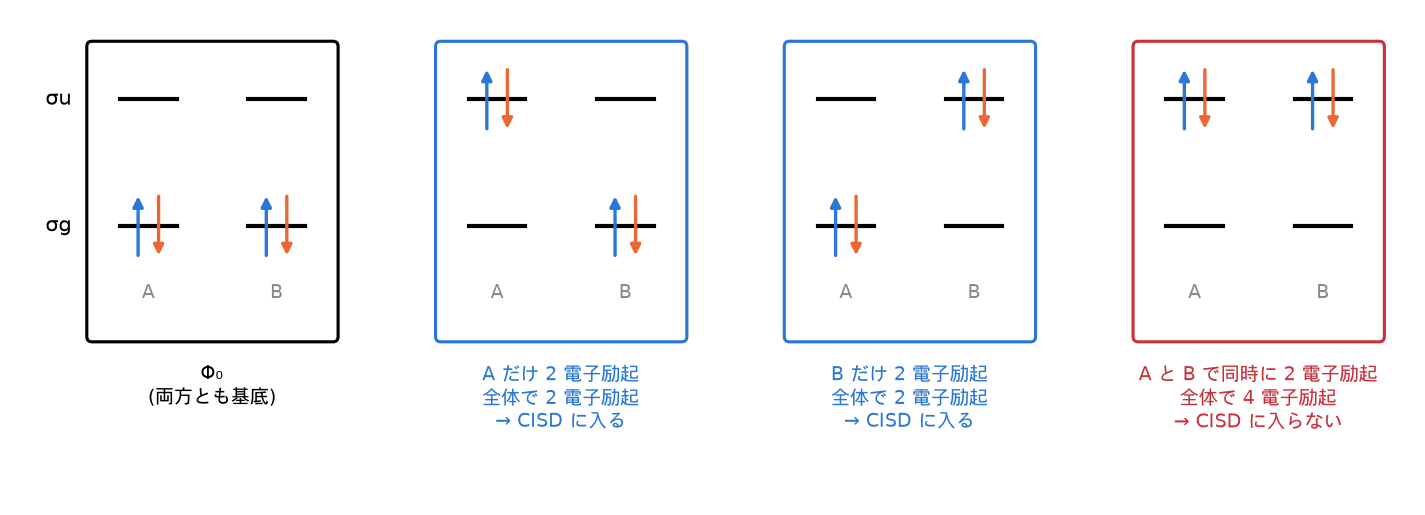 σu
σg
A B
A B
A B
A B
Φ₀
(両方とも基底)
A だけ 2 電子励起
全体で 2 電子励起
→ CISD に入る
B だけ 2 電子励起
全体で 2 電子励起
→ CISD に入る
A と B で同時に 2 電子励起
全体で 4 電子励起
→ CISD に入らない